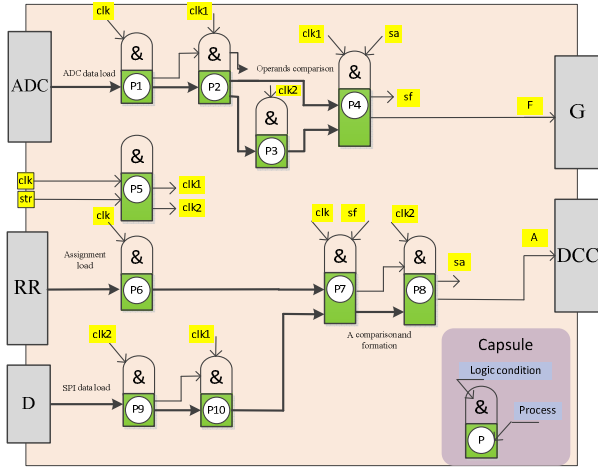 clk
clk1
clk1
sa
&
&
&
ADC
ADC data load
P1
P2
Operands comparison
clk2
P4
sf
F
G
&
P3
&
clk
str
P5
clk1
clk2
clk
clk
sf
clk2
A
Assignment
load
&
&
&
sa
DCC
RR
P6
P7
P8
clk2
clk1
A comparison and
formation
&
&
D
SPI data load
P9
P10
Capsule
Logic condition
&
Process
P